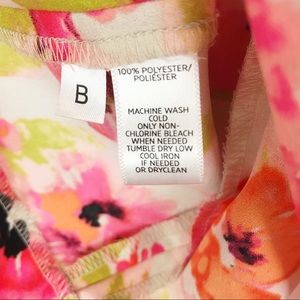 B
100% POLYESTER/
POLIÉSTER
MACHINE WASH
COLD
ONLY NON-
CHLORINE BLEACH
WHEN NEEDED
TUMBLE DRY LOW
COOL IRON
IF NEEDED
OR DRYCLEAN